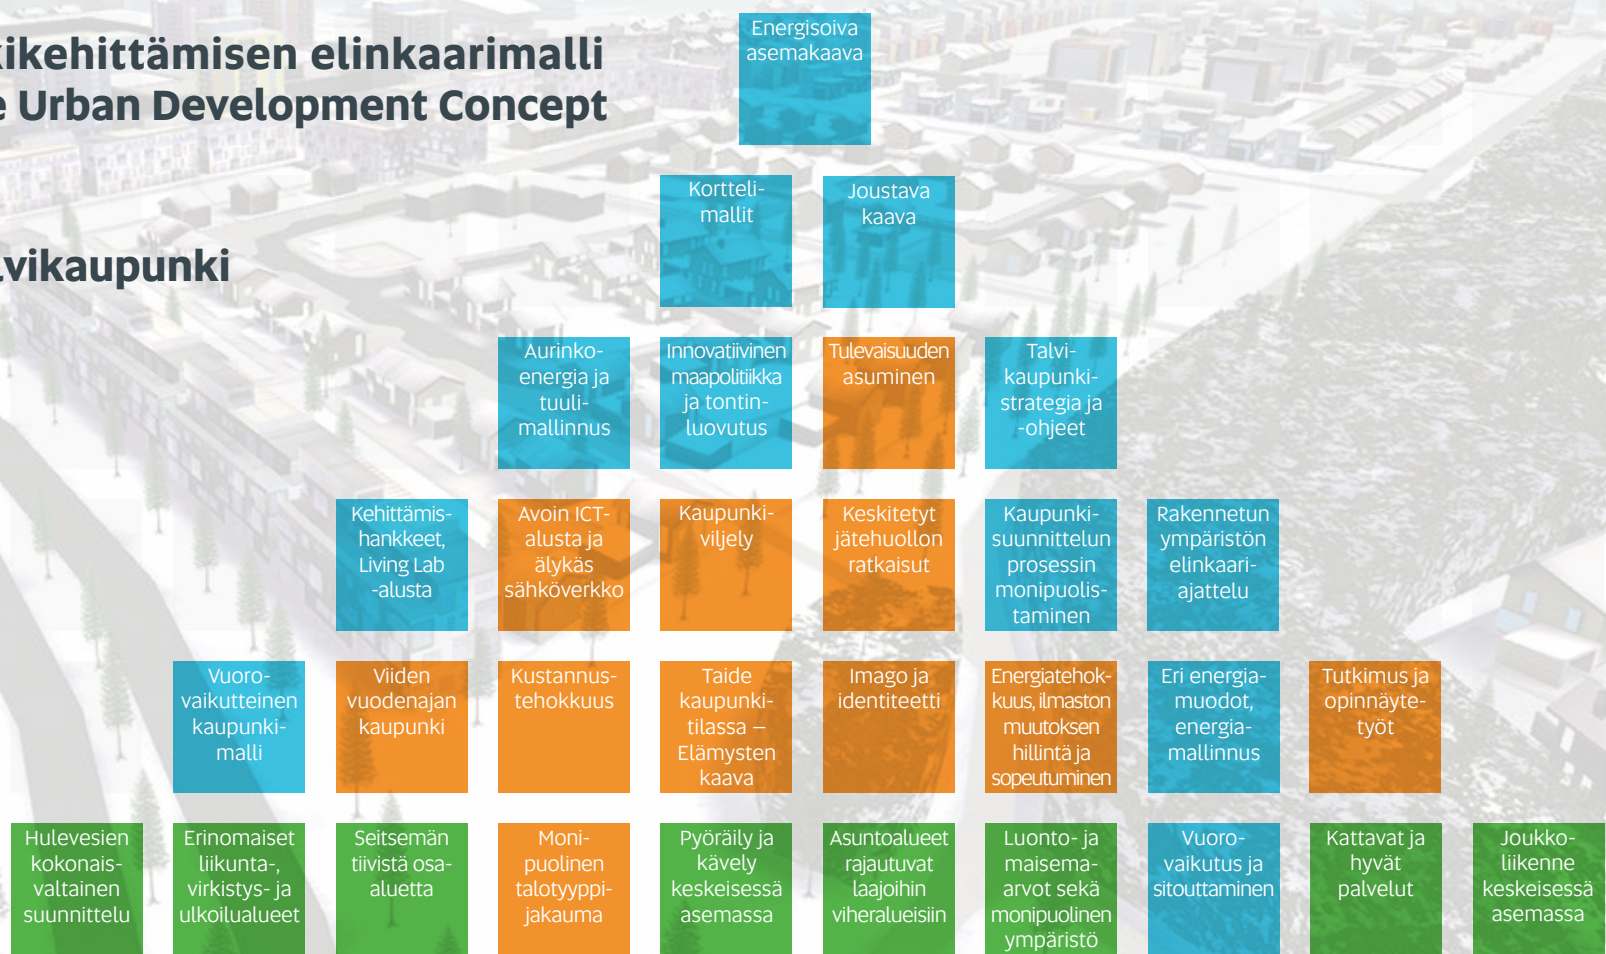 kikehittämisen elinkaarimalli
e Urban Development Concept
lvikaupunki
Energisoiva
asemakaava
Kortteli-
mallit
Joustava
kaava
Aurinko-
energia ja
tuuli-
mallinnus
Innovatiivinen
maapolitiikka
ja tontin-
luovutus
Tulevaisuuden
asuminen
Talvi-
kaupunki-
strategia ja
-ohjeet
Kehittämis-
hankkeet,
Living Lab
-alusta
Avoin ICT-
alusta ja
älykäs
sähköverkko
Kaupunki-
viljely
Keskitetyt
jätehuollon
ratkaisut
Kaupunki-
suunnittelun
prosessin
monipuolis-
taminen
Rakennetun
ympäristön
elinkaari-
ajattelu
Vuoro-
vaikutteinen
kaupunki-
malli
Viiden
vuodenajan
kaupunki
Kustannus-
tehokkuus
Taide
kaupunki-
tilassa –
Elämysten
kaava
Imago ja
identiteetti
Energiatehok-
kuus, ilmaston
muutoksen
hillintä ja
sopeutuminen
Eri energia-
muodot,
energia-
mallinnus
Tutkimus ja
opinnäyte-
työt
Hulevesien
kokonais-
valtainen
suunnittelu
Erinomaiset
liikunta-,
virkistys- ja
ulkoilualueet
Seitsemän
tiivistä osa-
aluetta
Moni-
puolinen
talotyyppi-
jakauma
Pyöräily ja
kävely
keskeisessä
asemassa
Asuntoalueet
rajautuvat
laajoihin
viheralueisiin
Luonto- ja
maisema-
arvot sekä
monipuolinen
ympäristö
Vuoro-
vaikutus ja
sitouttaminen
Kattavat ja
hyvät
palvelut
Joukko-
liikenne
keskeisessä
asemassa